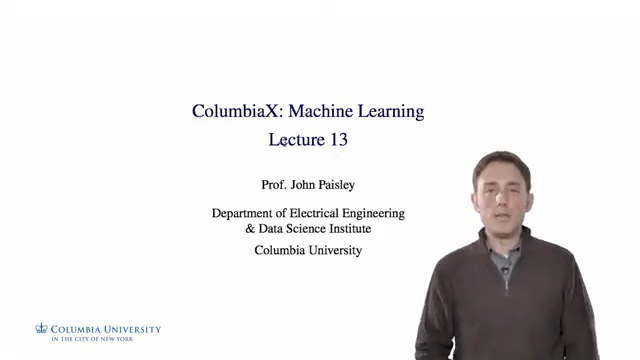 ColumbiaX: Machine Learning
Lecture 13
Prof. John Paisley
Department of Electrical Engineering
& Data Science Institute
Columbia University
COLUMBIA UNIVERSITY
IN THE CITY OF NEW YORK